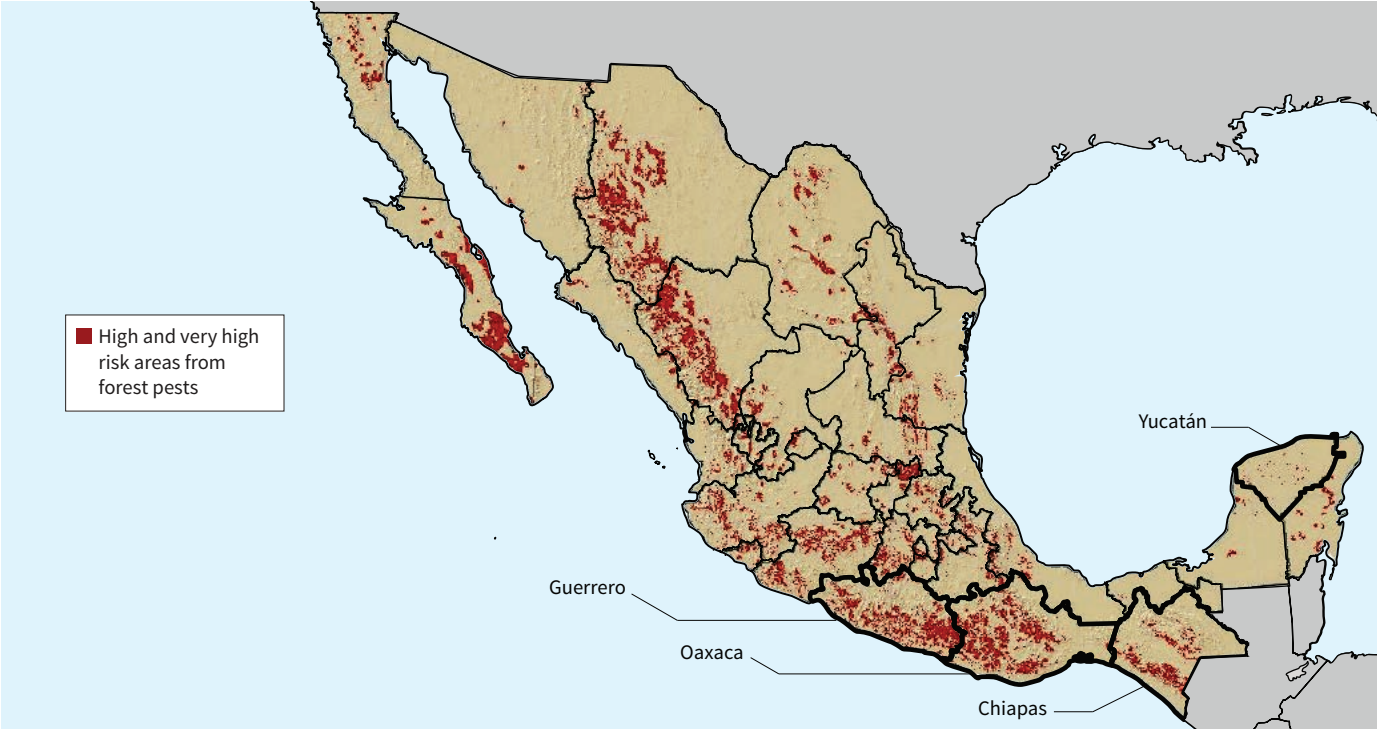 High and very high
risk areas from
forest pests
Yucatán
Guerrero
Oaxaca
Chiapas